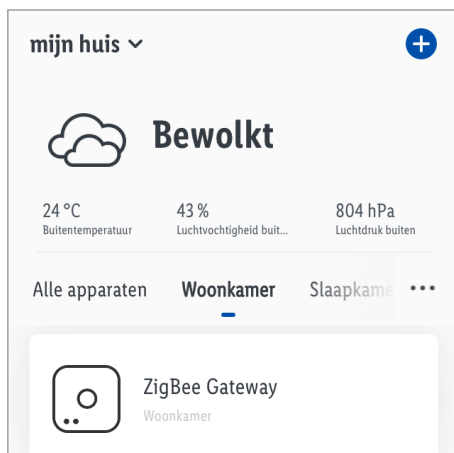 mijn huis
Bewolkt
24 °C 43 % 804 hPa
Buitentemperatuur Luchtvochtigheid buit... Luchtdruk buiten
Alle apparaten Woonkamer Slaapkame
ZigBee Gateway
Woonkamer